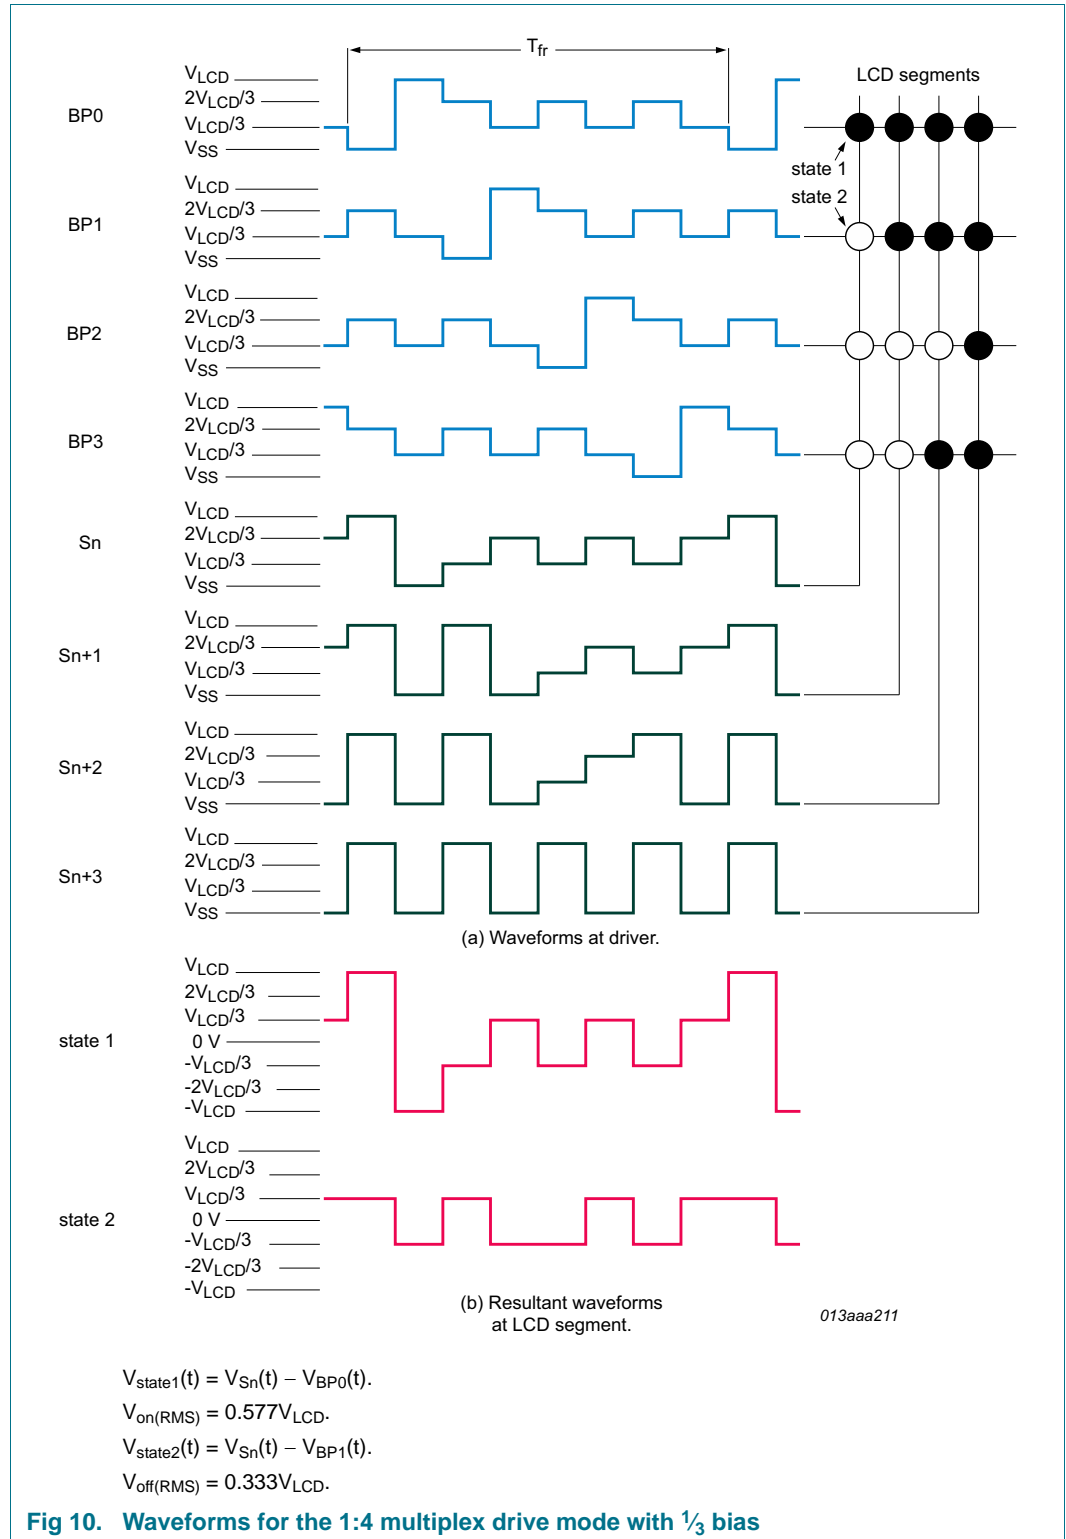 Tfr
LCD segments
BP0
VLCD
2VLCD/3
VLCD/3
VSS
state 1
state 2
BP1
VLCD
2VLCD/3
VLCD/3
VSS
BP2
VLCD
2VLCD/3
VLCD/3
VSS
BP3
VLCD
2VLCD/3
VLCD/3
VSS
Sn
VLCD
2VLCD/3
VLCD/3
VSS
Sn+1
VLCD
2VLCD/3
VLCD/3
VSS
Sn+2
VLCD
2VLCD/3
VLCD/3
VSS
Sn+3
VLCD
2VLCD/3
VLCD/3
VSS
(a) Waveforms at driver.
state 1
VLCD
2VLCD/3
VLCD/3
0 V
-VLCD/3
-2VLCD/3
-VLCD
state 2
VLCD
2VLCD/3
VLCD/3
0 V
-VLCD/3
-2VLCD/3
-VLCD
(b) Resultant waveforms
at LCD segment.
013aaa211
Vstate1(t) = VSn(t) − VBP0(t).
Von(RMS) = 0.577VLCD.
Vstate2(t) = VSn(t) − VBP1(t).
Voff(RMS) = 0.333VLCD.
Fig 10. Waveforms for the 1:4 multiplex drive mode with 1⁄3 bias